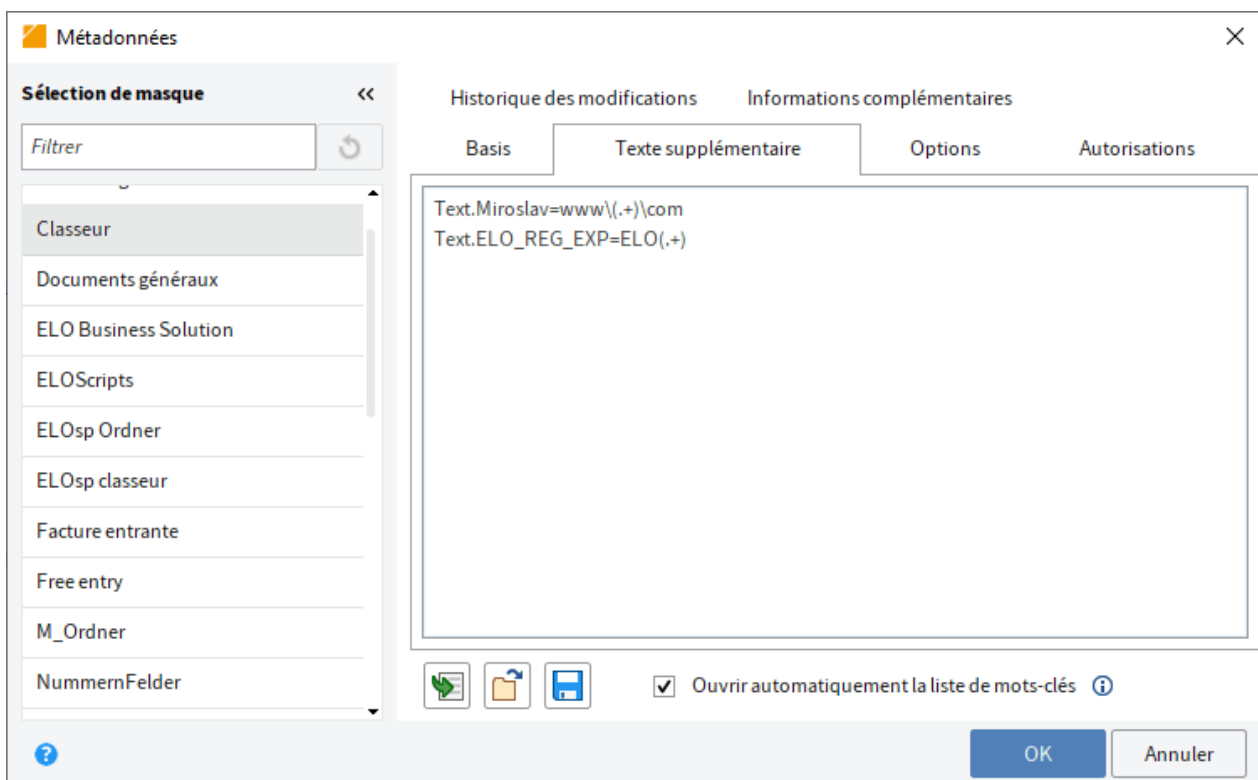 Métadonnées
Sélection de masque
Filtrer
Classeur
Documents généraux
ELO Business Solution
ELOScripts
ELOsp Ordner
ELOsp classeur
Facture entrante
Free entry
M_Ordner
NummernFelder
Historique des modifications Informations complémentaires
Basis Texte supplémentaire Options Autorisations
Text.Miroslav=www\(.+)\com
Text.ELO_REG_EXP=ELO(.+)
Ouvrir automatiquement la liste de mots-clés
OK Annuler